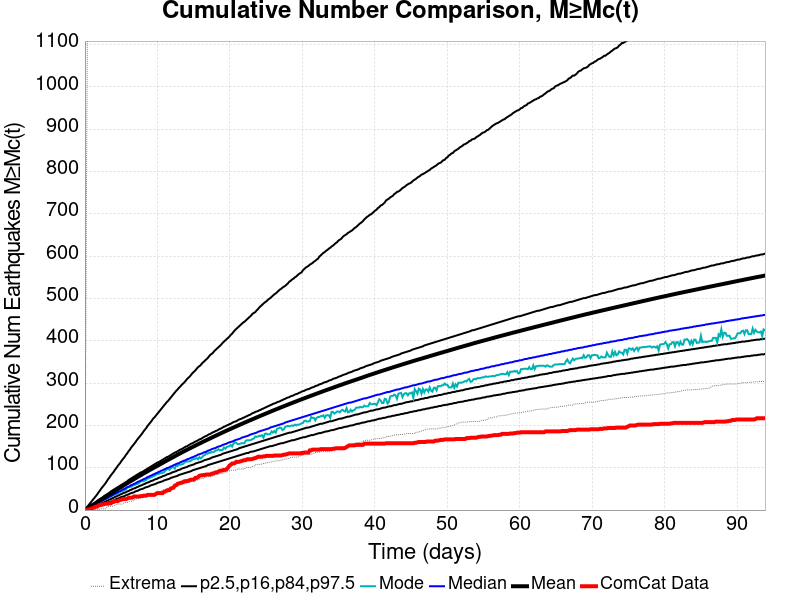 Cumulative Number Comparison, M≥Mc(t)
Cumulative Num Earthquakes M≥Mc(t)
1100
1000
900
800
700
600
500
400
300
200
100
0
0 10 20 30 40 50 60 70 80 90
Time (days)
Extrema p2.5,p16,p84,p97.5 Mode Median Mean ComCat Data